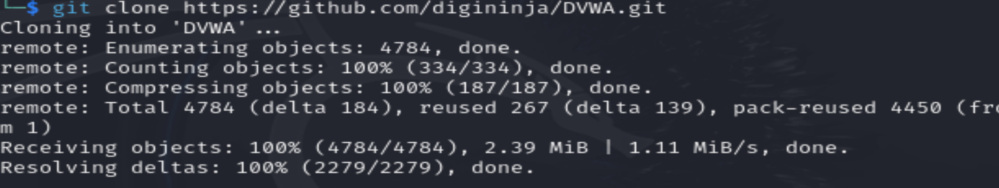 └─$ git clone https://github.com/digininja/DVWA.git
Cloning into 'DVWA'...
remote: Enumerating objects: 4784, done.
remote: Counting objects: 100% (334/334), done.
remote: Compressing objects: 100% (187/187), done.
remote: Total 4784 (delta 184), reused 267 (delta 139), pack-reused 4450 (fro
m 1)
Receiving objects: 100% (4784/4784), 2.39 MiB | 1.11 MiB/s, done.
Resolving deltas: 100% (2279/2279), done.